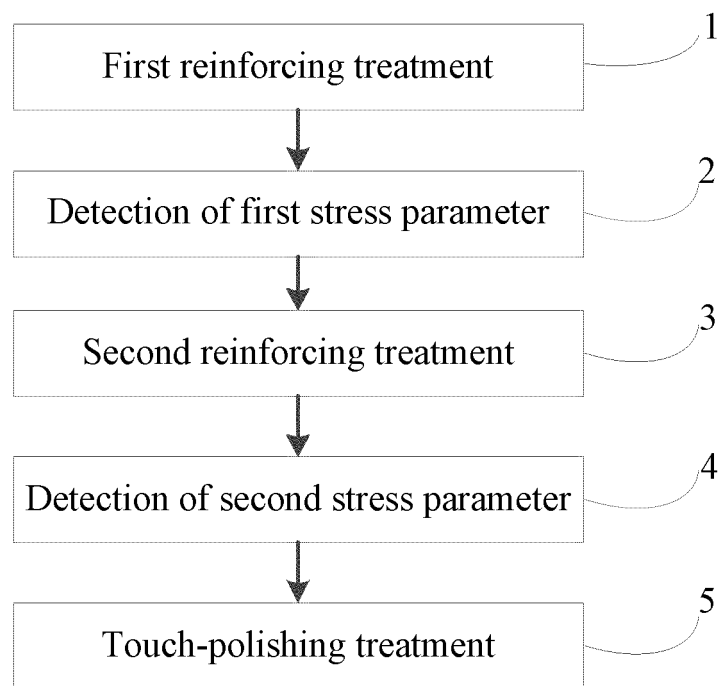 1
First reinforcing treatment
2
Detection of first stress parameter
3
Second reinforcing treatment
4
Detection of second stress parameter
5
Touch-polishing treatment